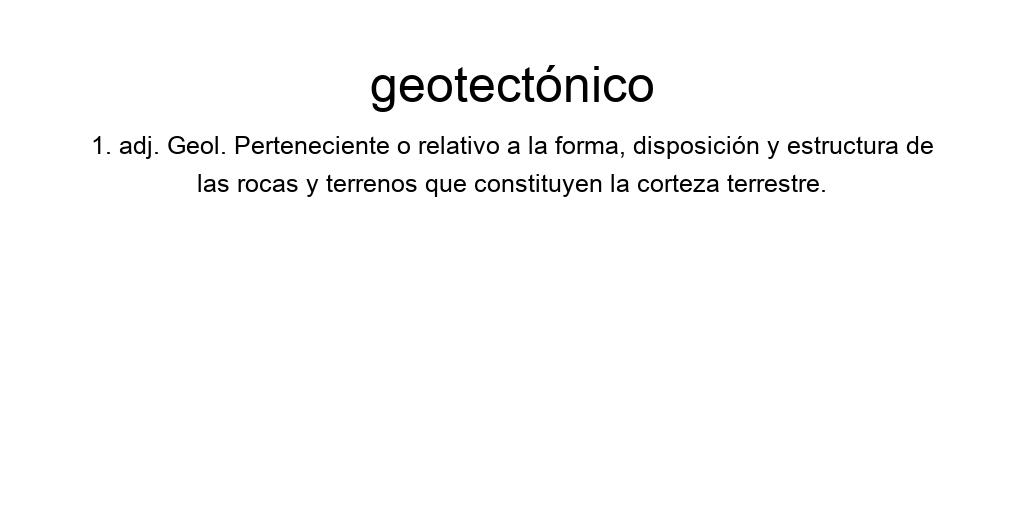 geotectónico
1. adj. Geol. Perteneciente o relativo a la forma, disposición y estructura de
las rocas y terrenos que constituyen la corteza terrestre.